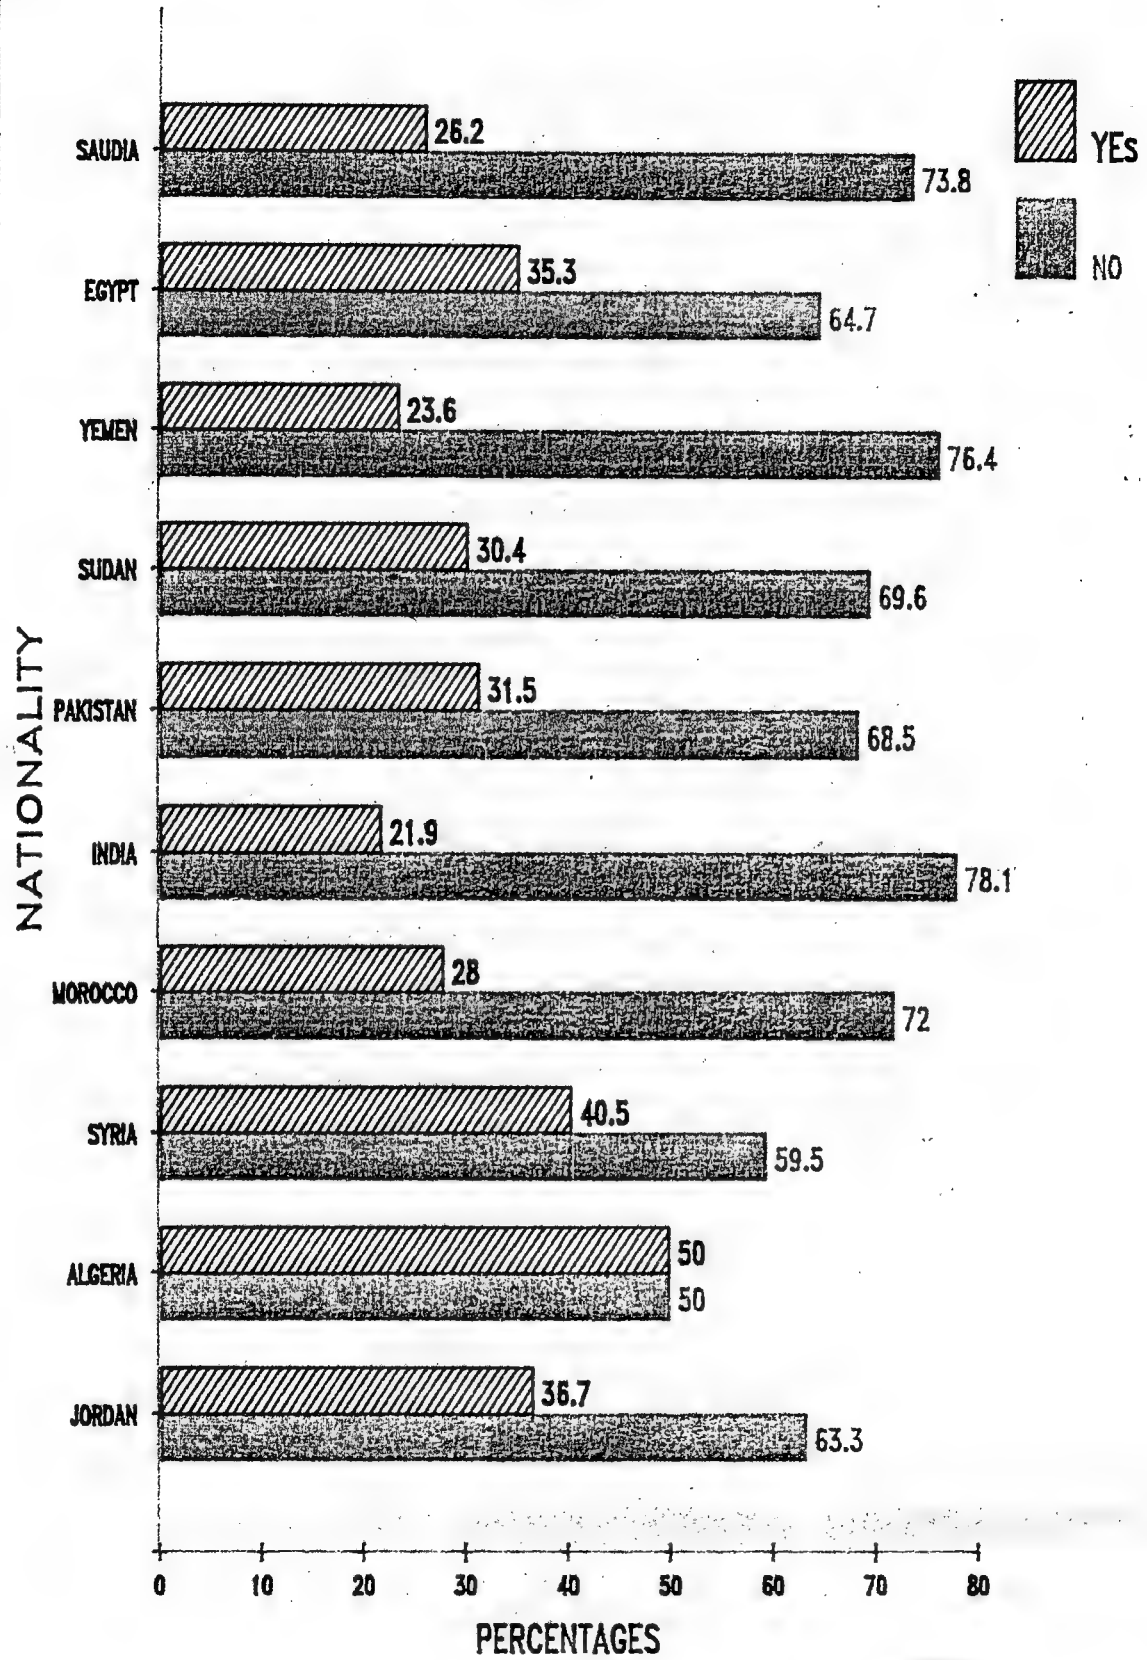 YEs
NO
NATIONALITY
SAUDIA
26.2
73.8
EGYPT
35.3
64.7
YEMEN
23.6
76.4
SUDAN
30.4
69.6
PAKISTAN
31.5
68.5
INDIA
21.9
78.1
MOROCCO
28
72
SYRIA
40.5
59.5
ALGERIA
50
50
JORDAN
36.7
63.3
0 10 20 30 40 50 60 70 80
PERCENTAGES